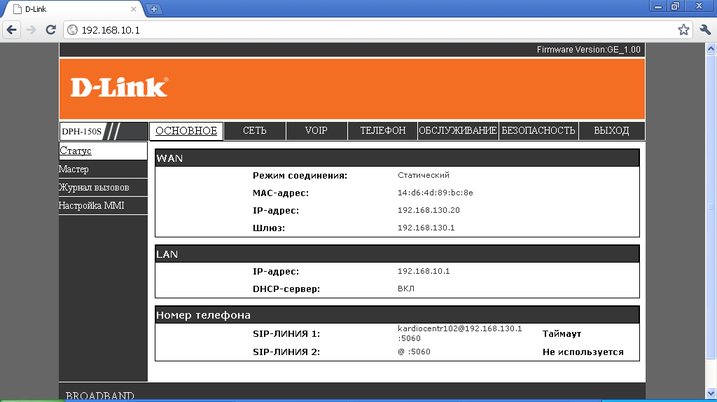 D-Link
192.168.10.1
Firmware Version:GE_1.00
D-Link
DPH-150S
ОСНОВНОЕ СЕТЬ VOIP ТЕЛЕФОН ОБСЛУЖИВАНИЕ БЕЗОПАСНОСТЬ ВЫХОД
Статус
Мастер
Журнал вызовов
Настройка MMI
WAN
Режим соединения: Статический
MAC-адрес: 14:d6:4d:89:bc:8e
IP-адрес: 192.168.130.20
Шлюз: 192.168.130.1
LAN
IP-адрес: 192.168.10.1
DHCP-сервер: ВКЛ
Номер телефона
SIP-ЛИНИЯ 1: kardiocentr102@192.168.130.1 Таймаут
:5060
SIP-ЛИНИЯ 2: @ :5060 Не используется
BROADBAND